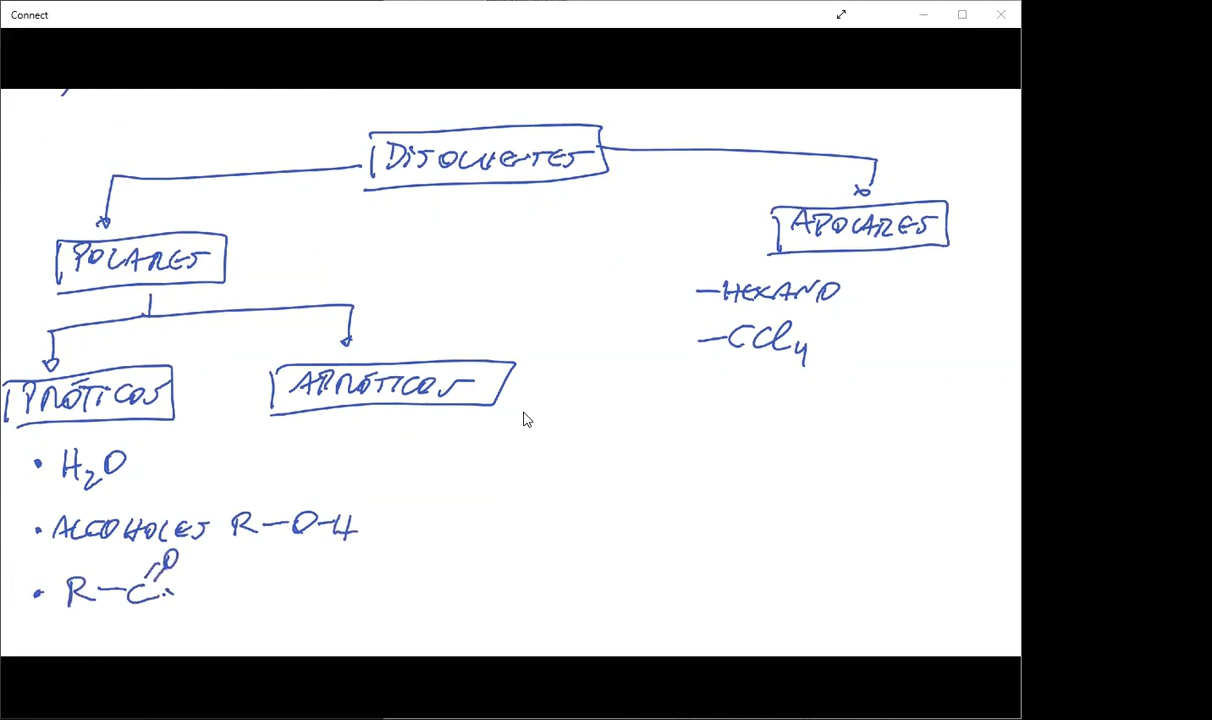 Connect
DISOLVENTES
POLARES
APOLARES
PRÓTICOS
APRÓTICOS
-HEXANO
-CCl4
• H2O
• ALCOHOLES R-O-H
• R-C=O